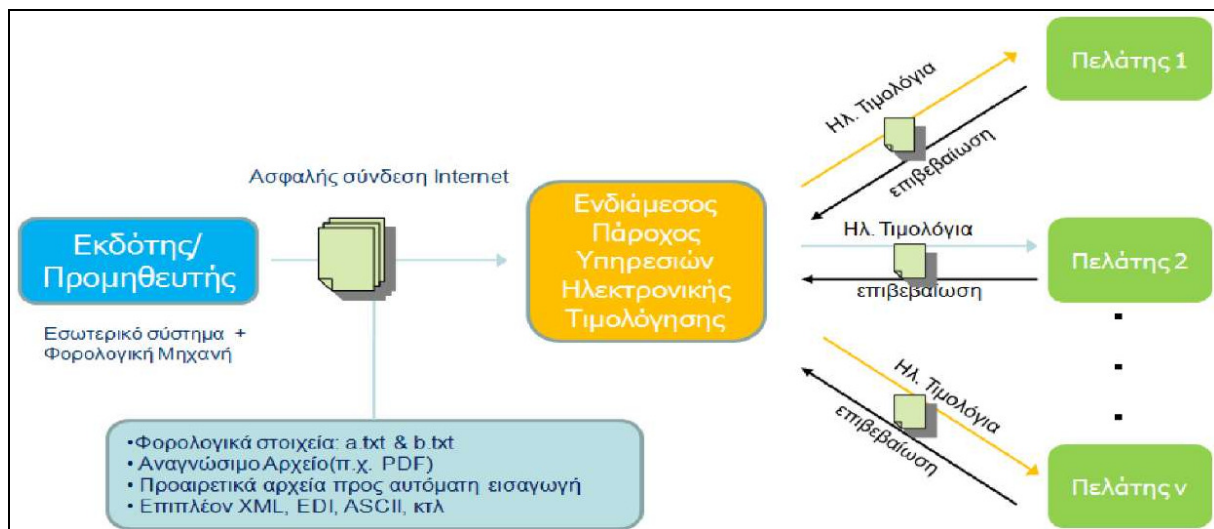 Ασφαλής σύνδεση Internet
Εκδότης/
Προμηθευτής
Εσωτερικό σύστημα +
Φορολογική Μηχανή
•Φορολογικά στοιχεία: a.txt & b.txt
• Αναγνώσιμο Αρχείο(π.χ. PDF)
• Προαιρετικά αρχεία προς αυτόματη εισαγωγή
• Επιπλέον XML, EDI, ASCII, κτλ
Ενδιάμεσος
Πάροχος
Υπηρεσιών
Ηλεκτρονικής
Τιμολόγησης
Ηλ. Τιμολόγια
επιβεβαίωση
Πελάτης 1
Ηλ. Τιμολόγια
επιβεβαίωση
Πελάτης 2
Ηλ. Τιμολόγια
επιβεβαίωση
Πελάτης ν